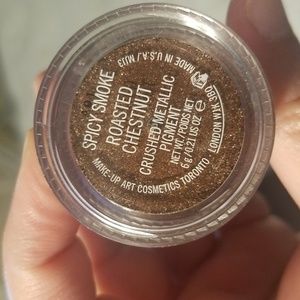 SPICY SMOKE
ROASTED
CHESTNUT
CRUSHED METALLIC
PIGMENT
NET WT. POIDS NET
6 g / 0.21 US OZ ℮
MAKE-UP ART COSMETICS TORONTO
LONDON W1K 3QQ
MADE IN U.S.A./